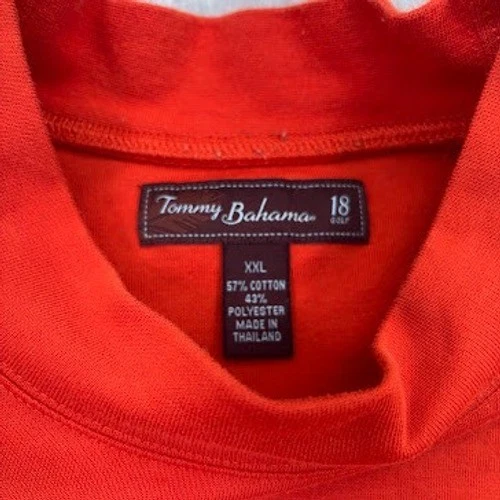 Tommy Bahama 18
GOLF
XXL
57% COTTON
43%
POLYESTER
MADE IN
THAILAND